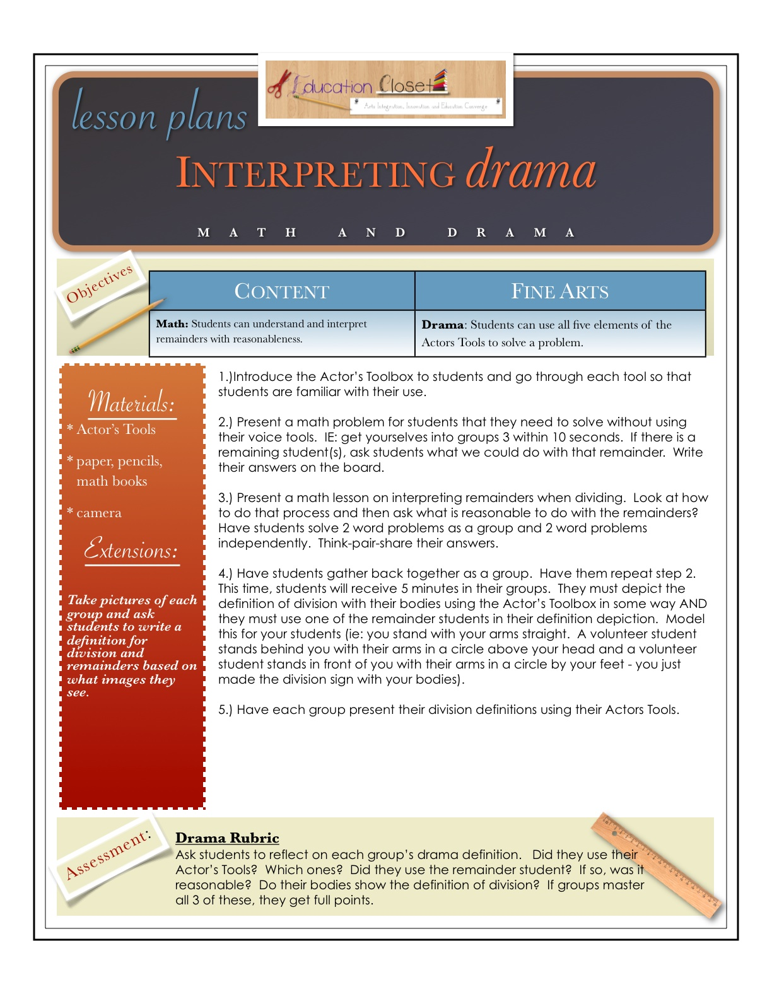 Education Closet
Arts Integration, Innovation and Education Converge
lesson plans
INTERPRETING drama
MATH AND DRAMA
Objectives
CONTENT
FINE ARTS
Math: Students can understand and interpret
remainders with reasonableness.
Drama: Students can use all five elements of the
Actors Tools to solve a problem.
Materials:
* Actor’s Tools
* paper, pencils,
math books
* camera
Extensions:
Take pictures of each
group and ask
students to write a
definition for
division and
remainders based on
what images they
see.
1.)Introduce the Actor’s Toolbox to students and go through each tool so that
students are familiar with their use.
2.) Present a math problem for students that they need to solve without using
their voice tools.  IE: get yourselves into groups 3 within 10 seconds.  If there is a
remaining student(s), ask students what we could do with that remainder.  Write
their answers on the board.
3.) Present a math lesson on interpreting remainders when dividing.  Look at how
to do that process and then ask what is reasonable to do with the remainders?
Have students solve 2 word problems as a group and 2 word problems
independently.  Think-pair-share their answers.
4.) Have students gather back together as a group.  Have them repeat step 2.
This time, students will receive 5 minutes in their groups.  They must depict the
definition of division with their bodies using the Actor’s Toolbox in some way AND
they must use one of the remainder students in their definition depiction.  Model
this for your students (ie: you stand with your arms straight.  A volunteer student
stands behind you with their arms in a circle above your head and a volunteer
student stands in front of you with their arms in a circle by your feet - you just
made the division sign with your bodies).
5.) Have each group present their division definitions using their Actors Tools.
Assessment:
Drama Rubric
Ask students to reflect on each group’s drama definition.   Did they use their
Actor’s Tools?  Which ones?  Did they use the remainder student?  If so, was it
reasonable?  Do their bodies show the definition of division?  If groups master
all 3 of these, they get full points.